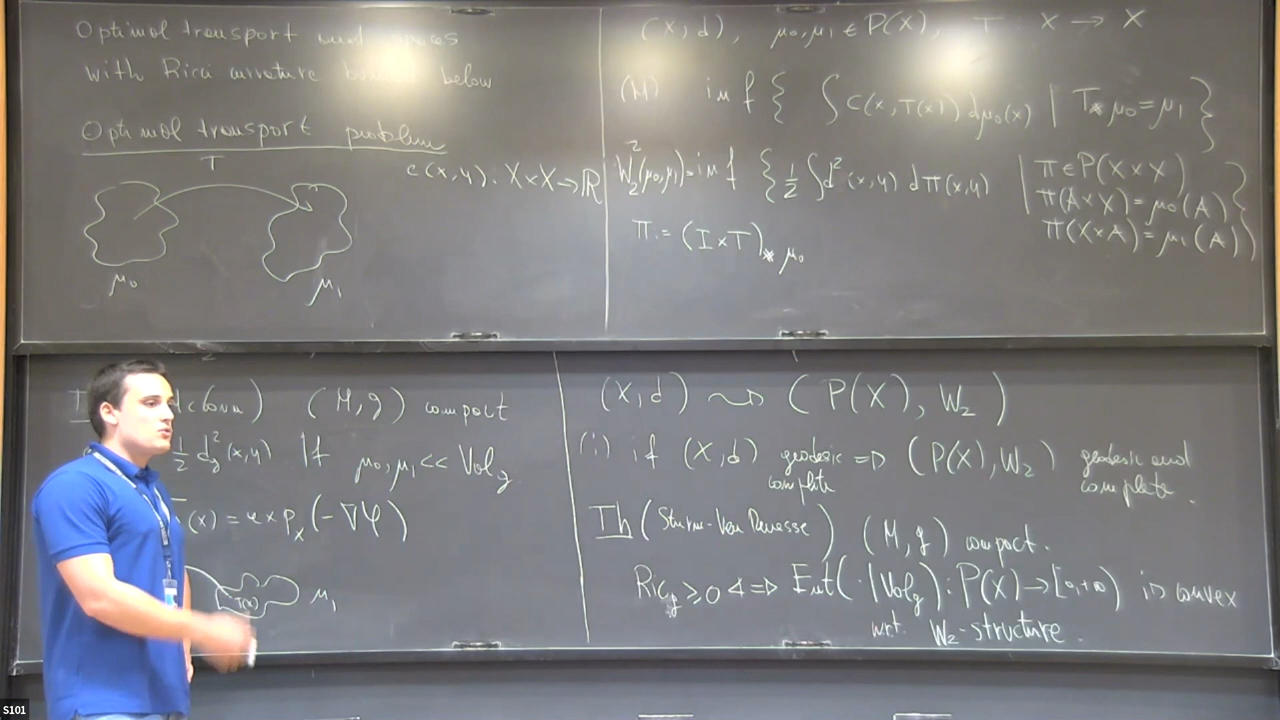 Optimal transport and spaces
with Ricci curvature bounded below
Optimal transport problem
T
c(x,y): X×X→ℝ
μ₀
μ₁
(X,d), μ₀,μ₁ ∈ P(X), T X → X
(M) inf { ∫ c(x,T(x)) dμ₀(x) | T_* μ₀ = μ₁ }
W₂²(μ₀,μ₁)=inf { 1/2 ∫ d²(x,y) dπ(x,y) | π∈P(X×X)
π(A×X) = μ₀(A)
π(X×A) = μ₁(A) }
π := (I×T)_* μ₀
(M,g) compact
1/2 d_g²(x,y) If μ₀,μ₁ << Vol_g
(x) = exp_x(-∇φ)
T(x)
μ₁
(X,d) ⇝ (P(X), W₂)
(i) if (X,d) geodesic complete ⇒ (P(X),W₂) geodesic and complete.
Th (Sturm-Von Renesse) (M,g) compact.
Ric_g ≥ 0 ⇔ Ent(·|Vol_g): P(X)→[0,+∞) is convex
wrt. W₂-structure.
S101